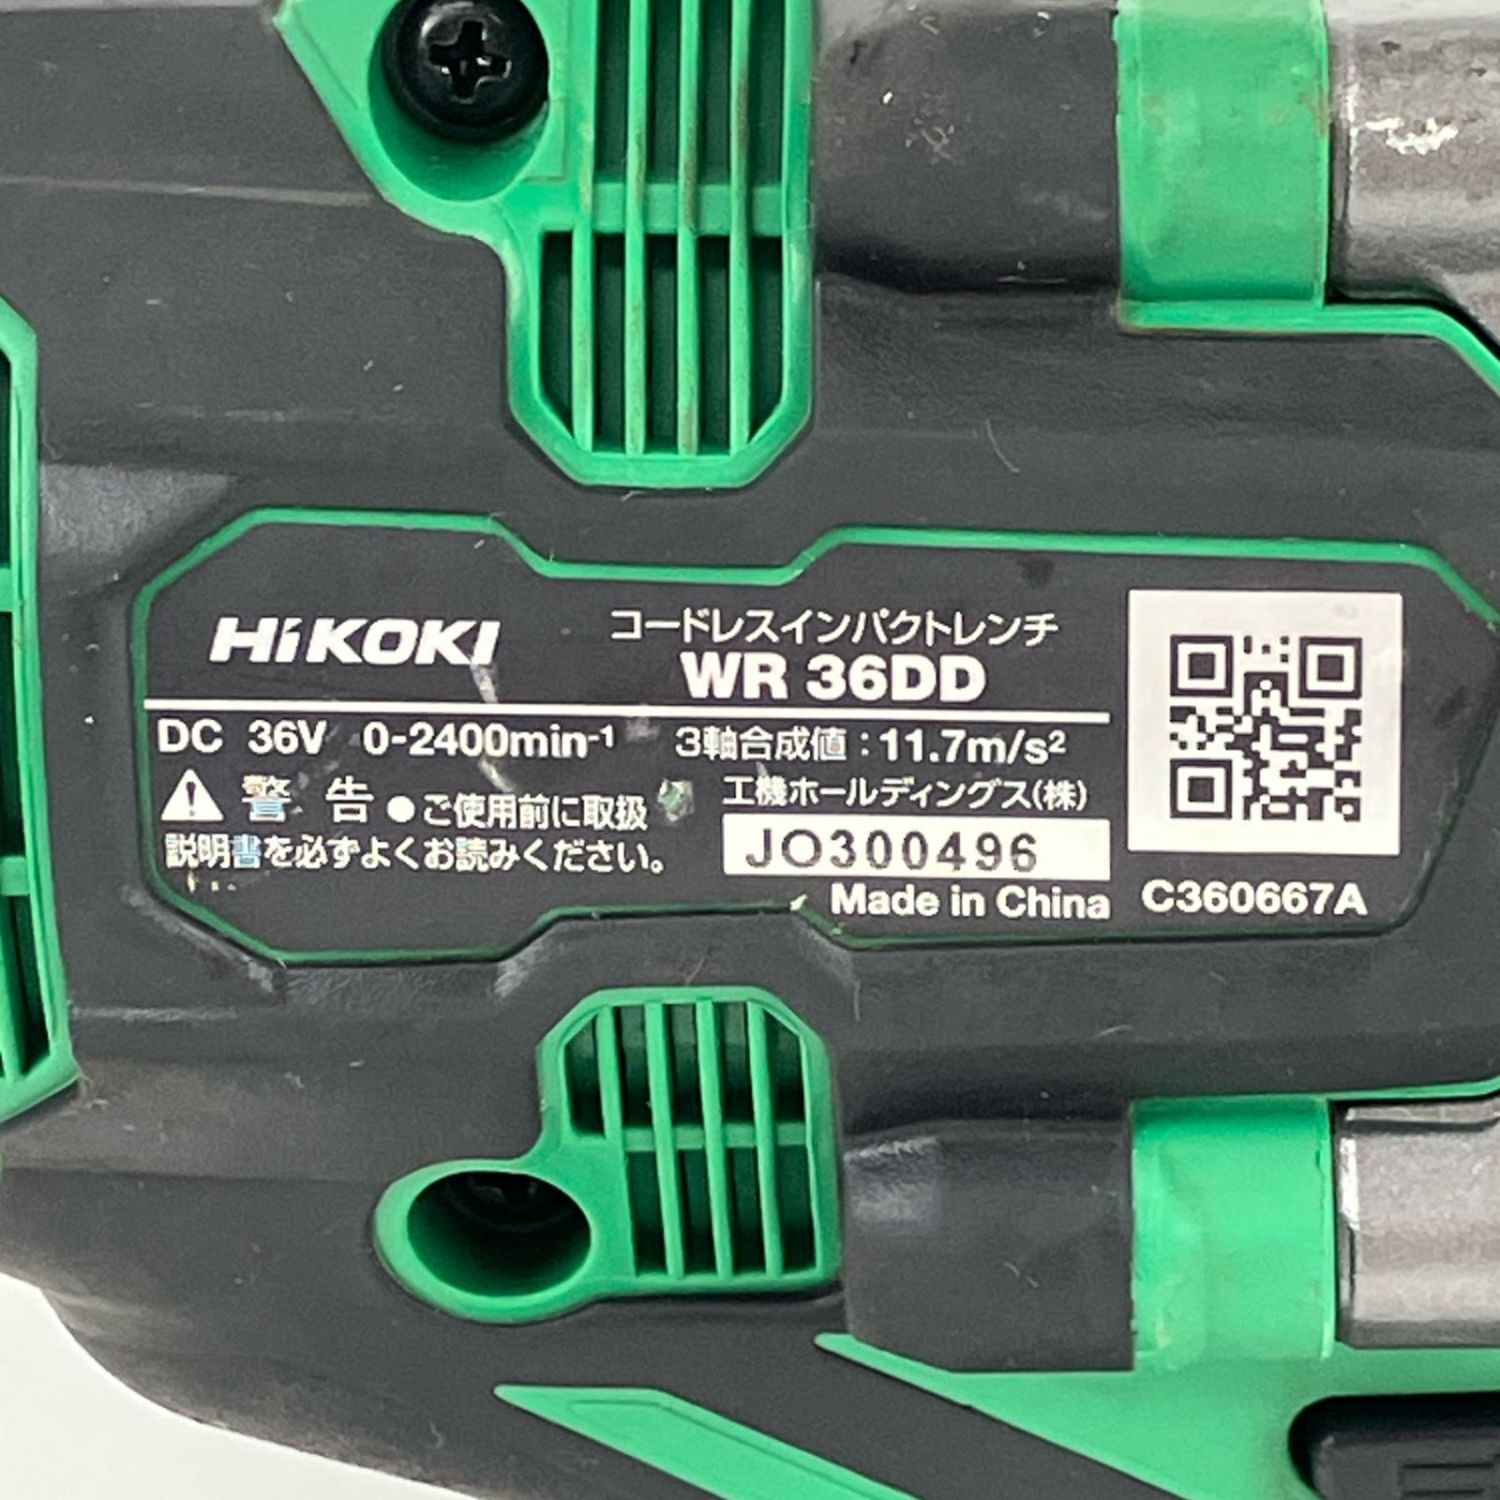 HiKOKI
コードレスインパクトレンチ
WR 36DD
DC 36V 0-2400min⁻¹ 3軸合成値：11.7m/s²
警告 ●ご使用前に取扱
説明書を必ずよくお読みください。
工機ホールディングス(株)
JO300496
Made in China
C360667A